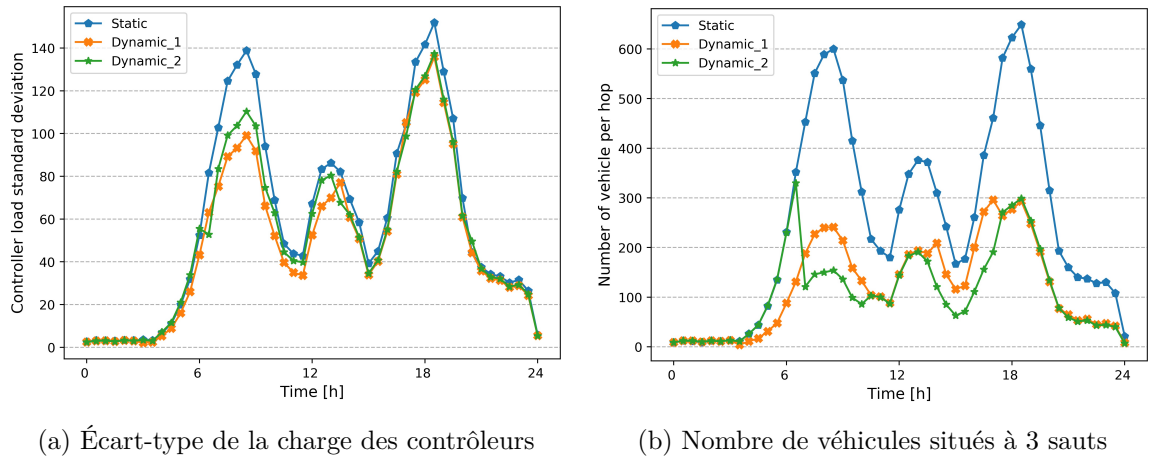 Static
Dynamic_1
Dynamic_2
Controller load standard deviation
0
20
40
60
80
100
120
140
0
6
12
18
24
Time [h]
(a) Écart-type de la charge des contrôleurs
Static
Dynamic_1
Dynamic_2
Number of vehicle per hop
0
100
200
300
400
500
600
0
6
12
18
24
Time [h]
(b) Nombre de véhicules situés à 3 sauts